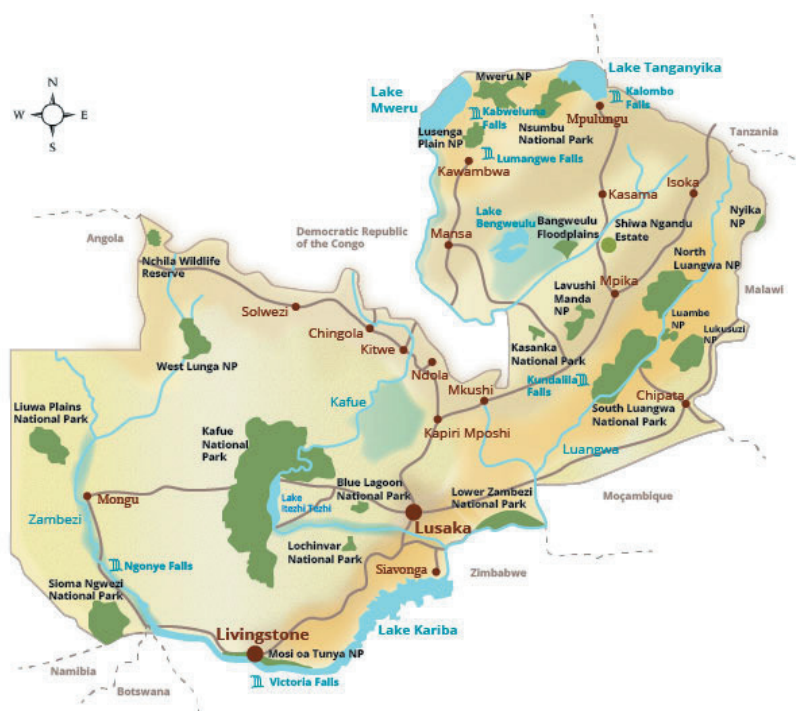 N
W
E
S
Lake Tanganyika
Mweru NP
Lake
Mweru
Kalombo
Falls
Kabweluma
Falls
Mpulungu
Nsumbu
National Park
Lusenga
Plain NP
Tanzania
Lumangwe Falls
Kawambwa
Kasama
Isoka
Lake
Bengweulu
Bangweulu
Floodplains
Shiwa Ngandu
Estate
Nyika
NP
Mansa
Angola
Democratic Republic
of the Congo
North
Luangwa NP
Nchila Wildlife
Reserve
Mpika
Malawi
Lavushi
Manda
NP
Solwezi
Luambe
NP
Lukusuzi
NP
Chingola
Kitwe
Kasanka
National Park
West Lunga NP
Ndola
Kundalila
Falls
Mkushi
Chipata
Kafue
Liuwa Plains
National Park
South Luangwa
National Park
Kafue
National
Park
Kapiri Mposhi
Luangwa
Blue Lagoon
National Park
Lower Zambezi
National Park
Moçambique
Mongu
Lake
Itezhi Tezhi
Zambezi
Lusaka
Lochinvar
National Park
Ngonye Falls
Siavonga
Zimbabwe
Sioma Ngwezi
National Park
Livingstone
Lake Kariba
Mosi oa Tunya NP
Namibia
Victoria Falls
Botswana